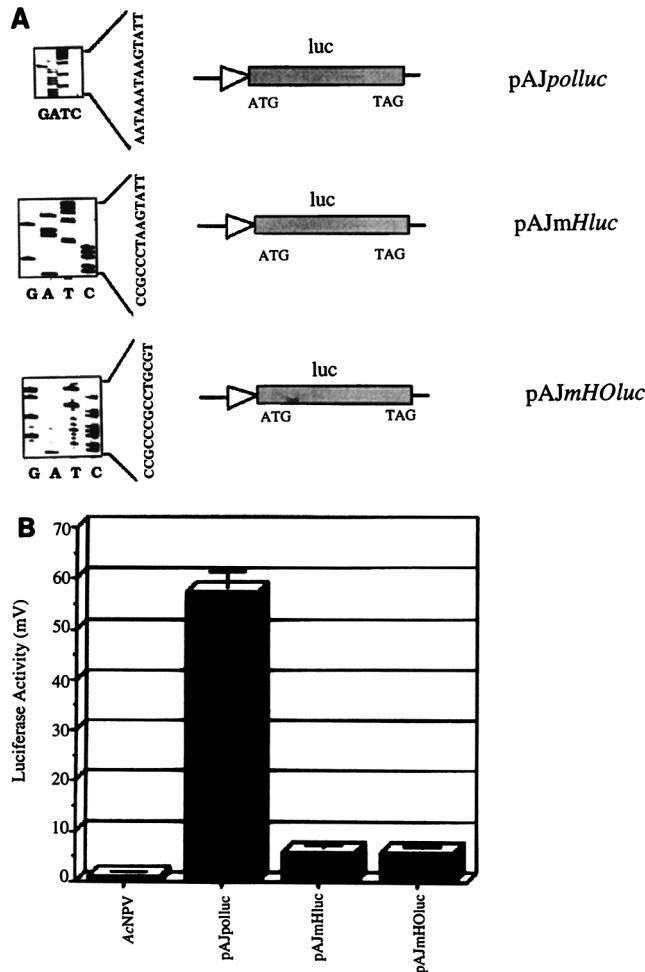 A
AATAAATAAGTATT
GATC
luc
ATG TAG
pAJpolluc
CCGCCCTAAGTATT
G A T C
luc
ATG TAG
pAJmHluc
CCGCCCGCCTGCGT
G A T C
luc
ATG TAG
pAJmHOluc
B
Luciferase Activity (mV)
70
60
50
40
30
20
10
0
AcNPV
pAJpolluc
pAJmHluc
pAJmHOluc